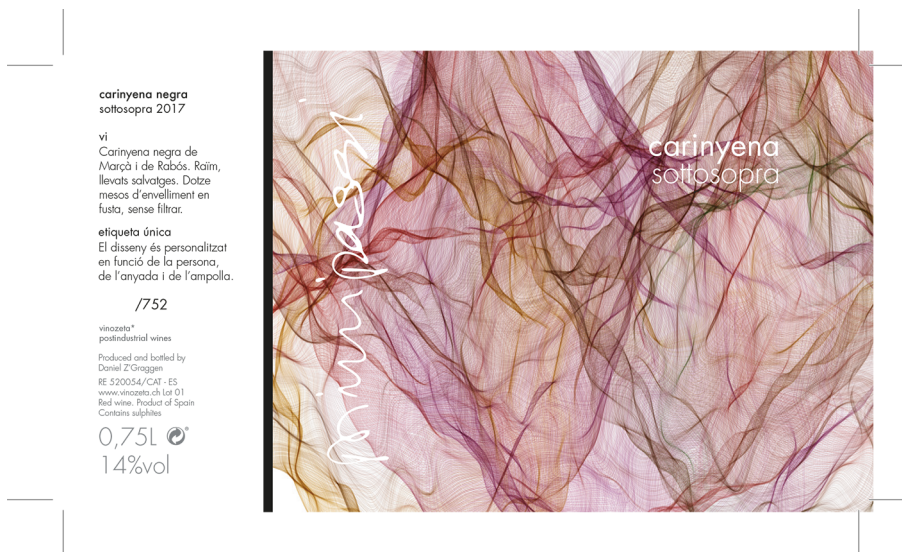 carinyena negra
sottosopra 2017
vi
Carinyena negra de
Marçà i de Rabós. Raïm,
llevats salvatges. Dotze
mesos d'envelliment en
fusta, sense filtrar.
etiqueta única
El disseny és personalitzat
en funció de la persona,
de l'anyada i de l'ampolla.
/752
vinozeta*
postindustrial wines
Produced and bottled by
Daniel Z'Graggen
RE 520054/CAT - ES
www.vinozeta.ch Lot 01
Red wine. Product of Spain
Contains sulphites
0,75L
14%vol
carinyena
sottosopra